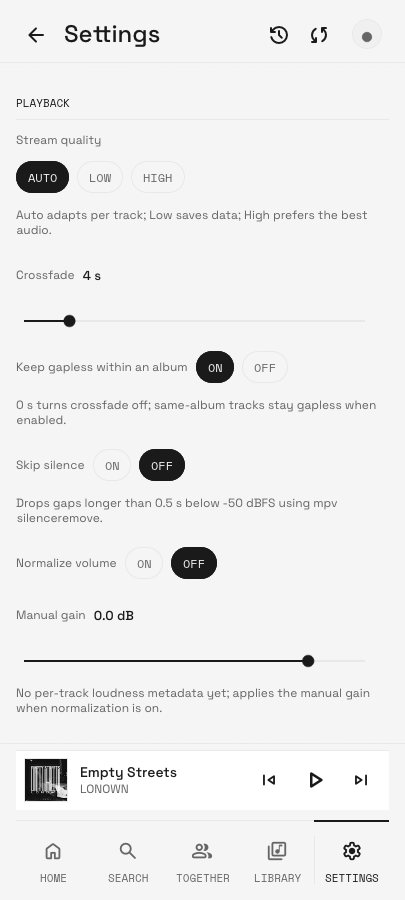 Settings
PLAYBACK
Stream quality
AUTO LOW HIGH
Auto adapts per track; Low saves data; High prefers the best
audio.
Crossfade 4 s
Keep gapless within an album ON OFF
0 s turns crossfade off; same-album tracks stay gapless when
enabled.
Skip silence ON OFF
Drops gaps longer than 0.5 s below -50 dBFS using mpv
silenceremove.
Normalize volume ON OFF
Manual gain 0.0 dB
No per-track loudness metadata yet; applies the manual gain
when normalization is on.
Empty Streets
LONOWN
HOME SEARCH TOGETHER LIBRARY SETTINGS